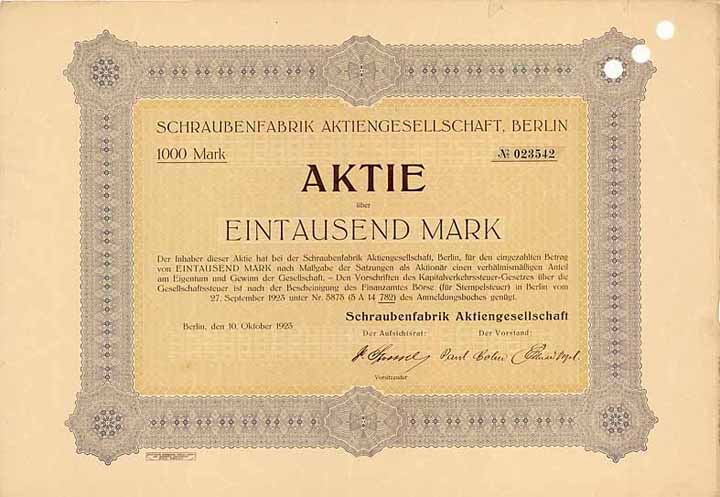 SCHRAUBENFABRIK AKTIENGESELLSCHAFT, BERLIN
1000 Mark № 023542
AKTIE
über
EINTAUSEND MARK
Der Inhaber dieser Aktie hat bei der Schraubenfabrik Aktiengesellschaft, Berlin, für den eingezahlten Betrag
von EINTAUSEND MARK nach Maßgabe der Satzungen als Aktionär einen verhältnismäßigen Anteil
am Eigentum und Gewinn der Gesellschaft. – Den Vorschriften des Kapitalverkehrssteuer-Gesetzes über die
Gesellschaftssteuer ist nach der Bescheinigung des Finanzamtes Börse (für Stempelsteuer) in Berlin vom
27. September 1923 unter Nr. 5875 (5 A 14 782) des Anmeldungsbuches genügt.
Berlin, den 10. Oktober 1923
Schraubenfabrik Aktiengesellschaft
Der Aufsichtsrat: Der Vorstand:
Paul
Vorsitzender